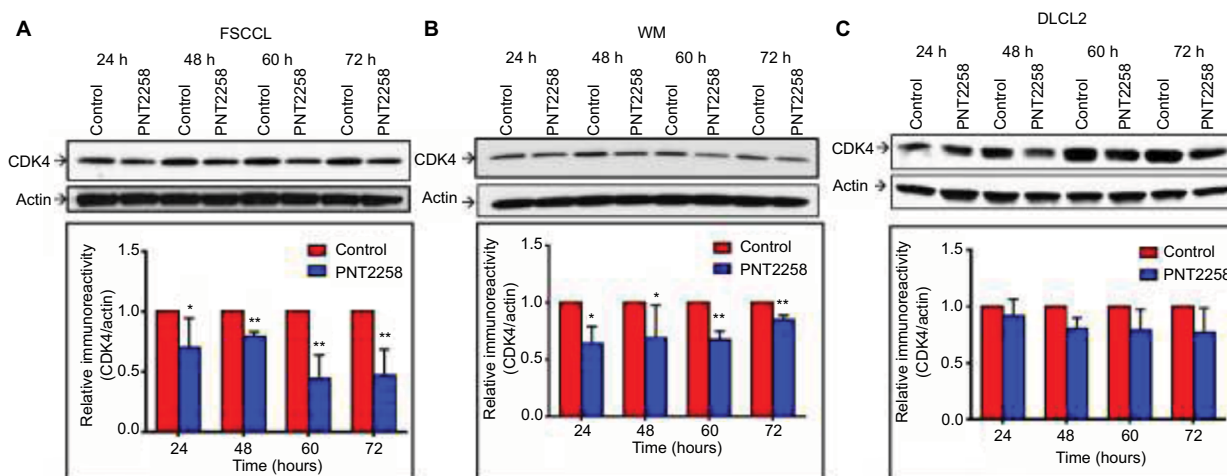 A
FSCCL
24 h 48 h 60 h 72 h
Control PNT2258 Control PNT2258 Control PNT2258 Control PNT2258
CDK4
Actin
Relative immunoreactivity
(CDK4/actin)
1.5
1.0
0.5
0.0
Control
PNT2258
* ** ** **
24 48 60 72
Time (hours)
B
WM
24 h 48 h 60 h 72 h
Control PNT2258 Control PNT2258 Control PNT2258 Control PNT2258
CDK4
Actin
Relative immunoreactivity
(CDK4/actin)
1.5
1.0
0.5
0.0
Control
PNT2258
* * ** **
24 48 60 72
Time (hours)
C
DLCL2
24 h 48 h 60 h 72 h
Control PNT2258 Control PNT2258 Control PNT2258 Control PNT2258
CDK4
Actin
Relative immunoreactivity
(CDK4/actin)
1.5
1.0
0.5
0.0
Control
PNT2258
24 48 60 72
Time (hours)